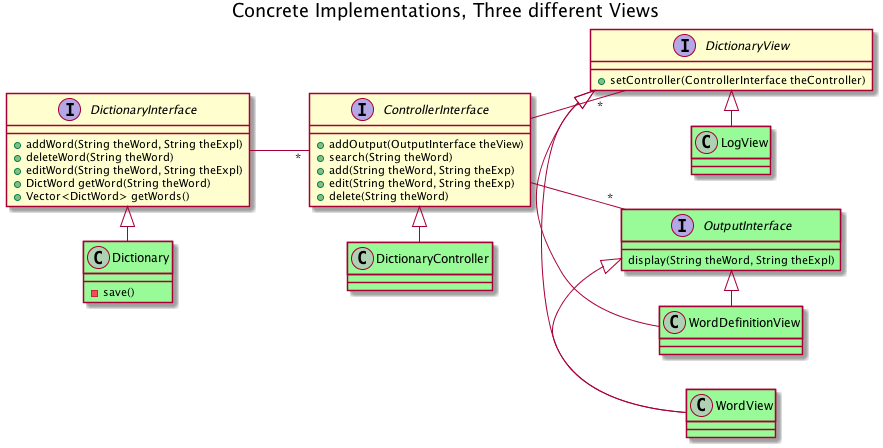 Concrete Implementations, Three different Views
I DictionaryView
setController(ControllerInterface theController)
I DictionaryInterface
addWord(String theWord, String theExpl)
deleteWord(String theWord)
editWord(String theWord, String theExpl)
DictWord getWord(String theWord)
Vector<DictWord> getWords()
*
I ControllerInterface
addOutput(OutputInterface theView)
search(String theWord)
add(String theWord, String theExp)
edit(String theWord, String theExp)
delete(String theWord)
*
*
C LogView
I OutputInterface
display(String theWord, String theExpl)
C Dictionary
save()
C DictionaryController
C WordDefinitionView
C WordView